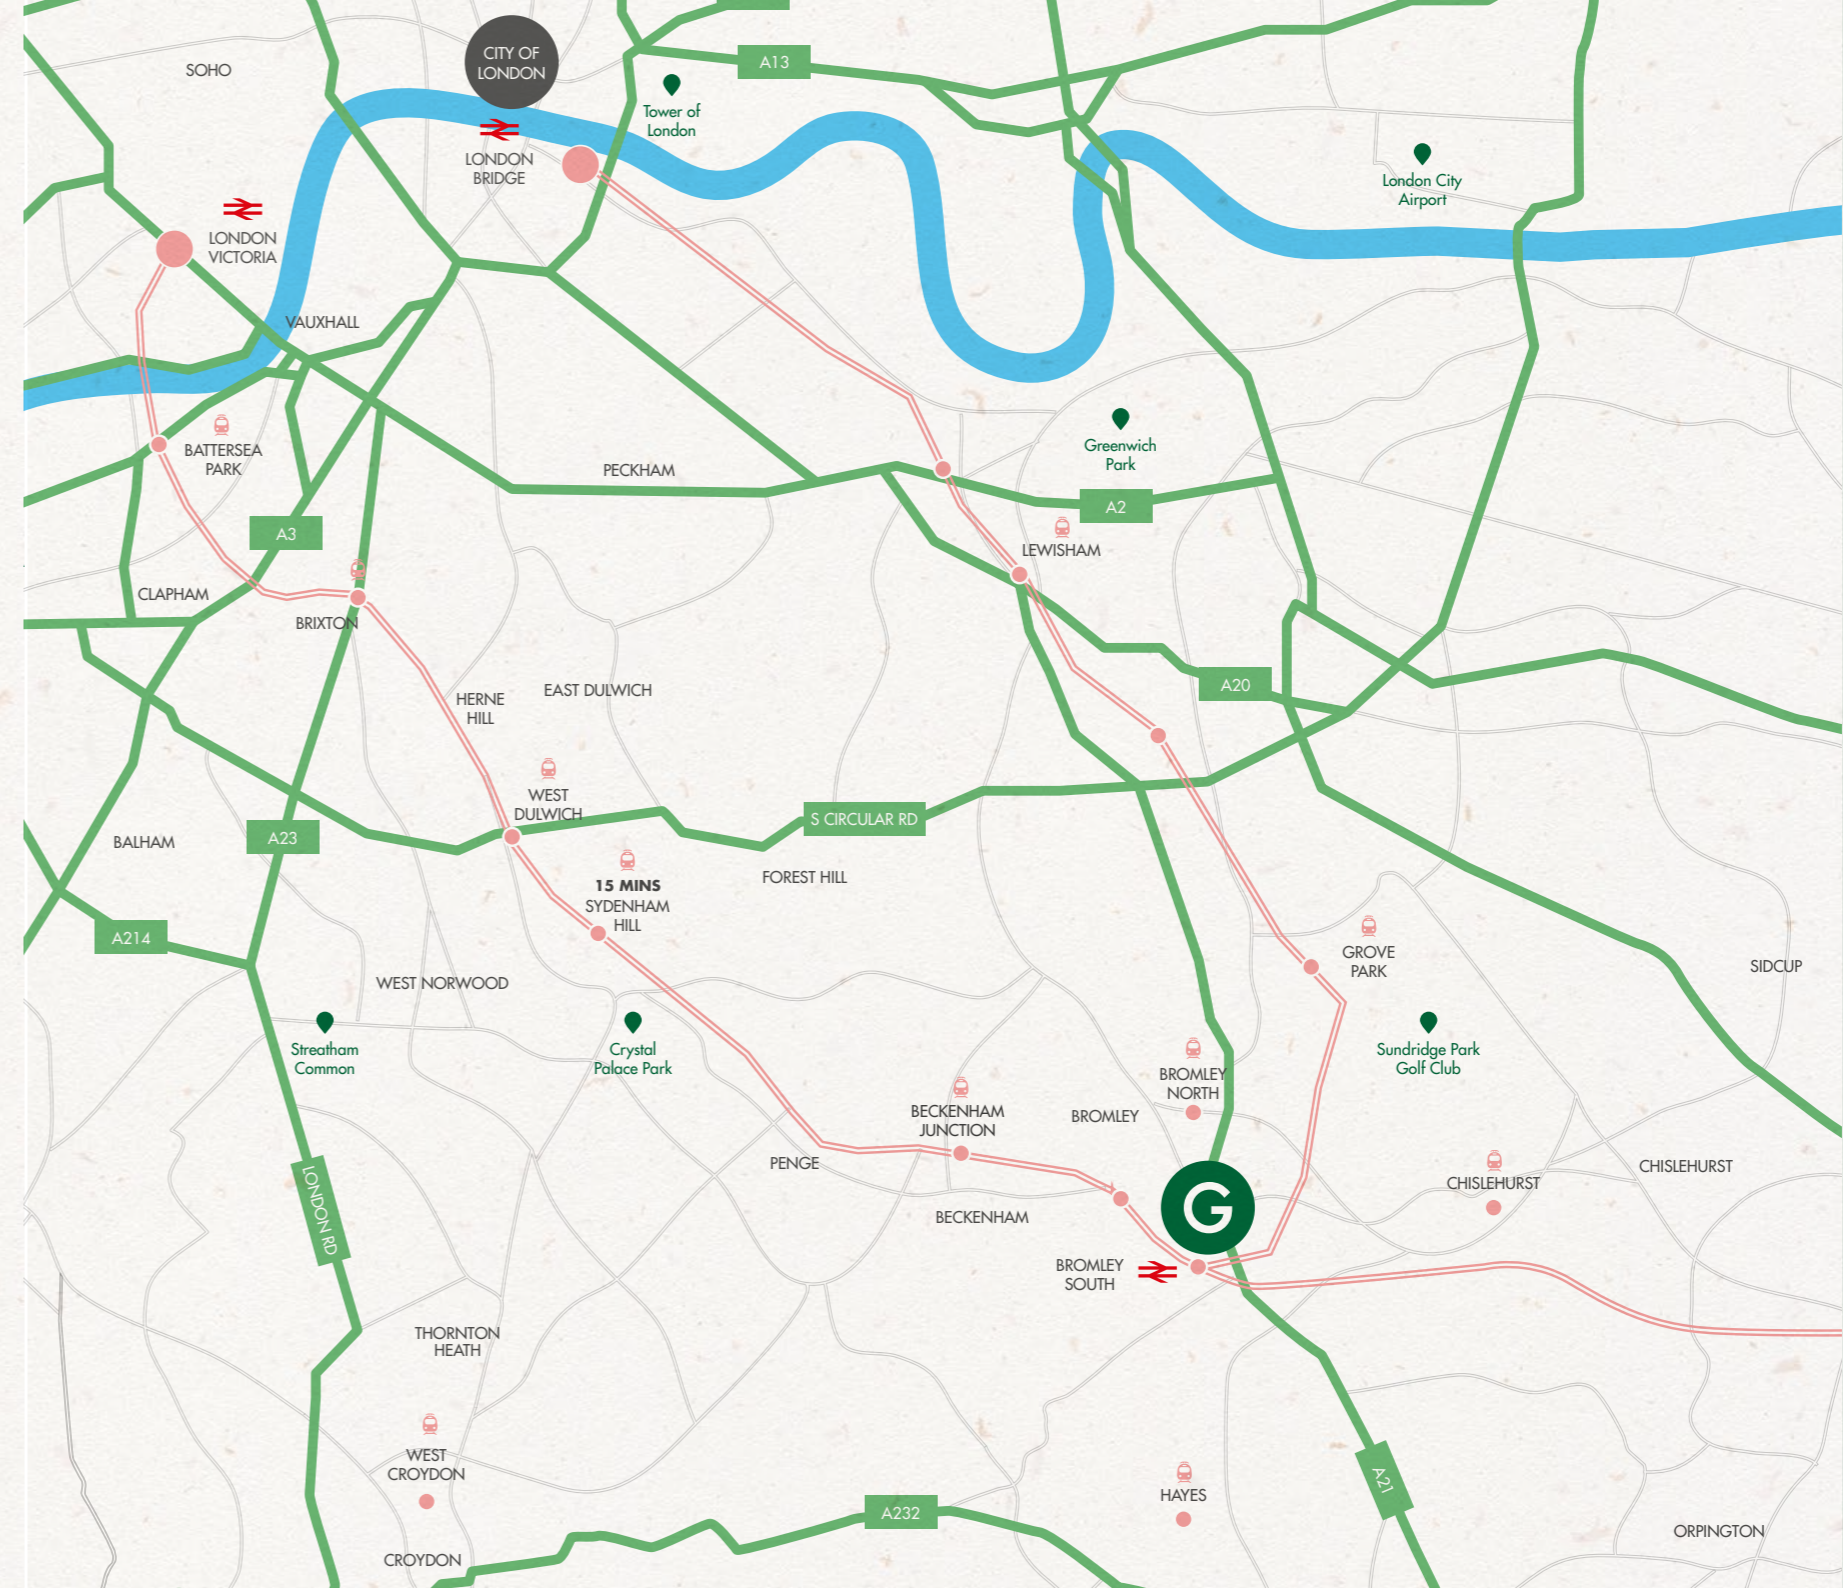 CITY OF
LONDON
SOHO
A13
Tower of
London
LONDON
BRIDGE
London City
Airport
LONDON
VICTORIA
VAUXHALL
BATTERSEA
PARK
PECKHAM
Greenwich
Park
A2
A3
LEWISHAM
CLAPHAM
BRIXTON
HERNE
HILL
EAST DULWICH
A20
WEST
DULWICH
S CIRCULAR RD
BALHAM
A23
15 MINS
SYDENHAM
HILL
FOREST HILL
A214
GROVE
PARK
SIDCUP
WEST NORWOOD
Streatham
Common
Crystal
Palace Park
Sundridge Park
Golf Club
BROMLEY
NORTH
BECKENHAM
JUNCTION
BROMLEY
PENGE
CHISLEHURST
CHISLEHURST
LONDON RD
G
BECKENHAM
BROMLEY
SOUTH
THORNTON
HEATH
WEST
CROYDON
A21
HAYES
A232
ORPINGTON
CROYDON